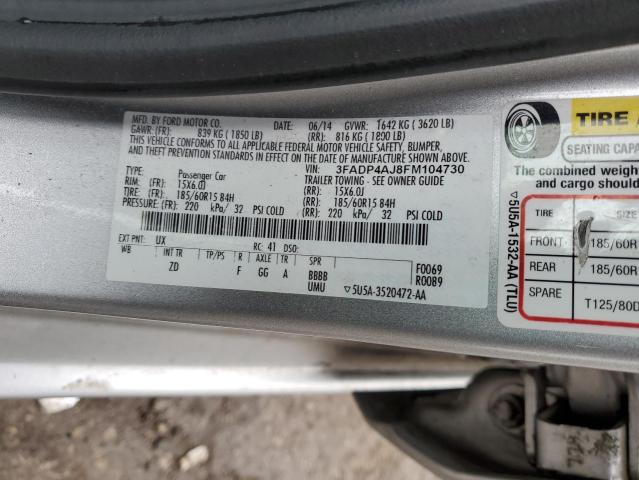 MFD. BY FORD MOTOR CO. DATE: 06/14 GVWR: 1642 KG ( 3620 LB)
GAWR: (FR): 839 KG ( 1850 LB) (RR): 816 KG ( 1800 LB)
THIS VEHICLE CONFORMS TO ALL APPLICABLE FEDERAL MOTOR VEHICLE SAFETY, BUMPER,
AND THEFT PREVENTION STANDARDS IN EFFECT ON THE DATE OF MANUFACTURE SHOWN ABOVE.
VIN: 3FADP4AJ8FM104730
TYPE: Passenger Car TRAILER TOWING - SEE OWNER GUIDE
RIM: (FR): 15X6.0J (RR): 15X6.0J
TIRE: (FR): 185/60R15 84H TIRE (RR): 185/60R15 84H
PRESSURE: (FR): 220 kPa/ 32 PSI COLD (RR): 220 kPa/ 32 PSI COLD
EXT PNT: UX RC: 41 DSO:
WB INT TR TP/PS R AXLE TR SPR
ZD F GG A BBBB F0069
UMU R0089
▽5U5A-3520472-AA
▽5U5A-1532-AA (TLU)
TIRE
The combined weight
and cargo should
TIRE SIZE
FRONT 185/60R
REAR 185/60R
SPARE T125/80D